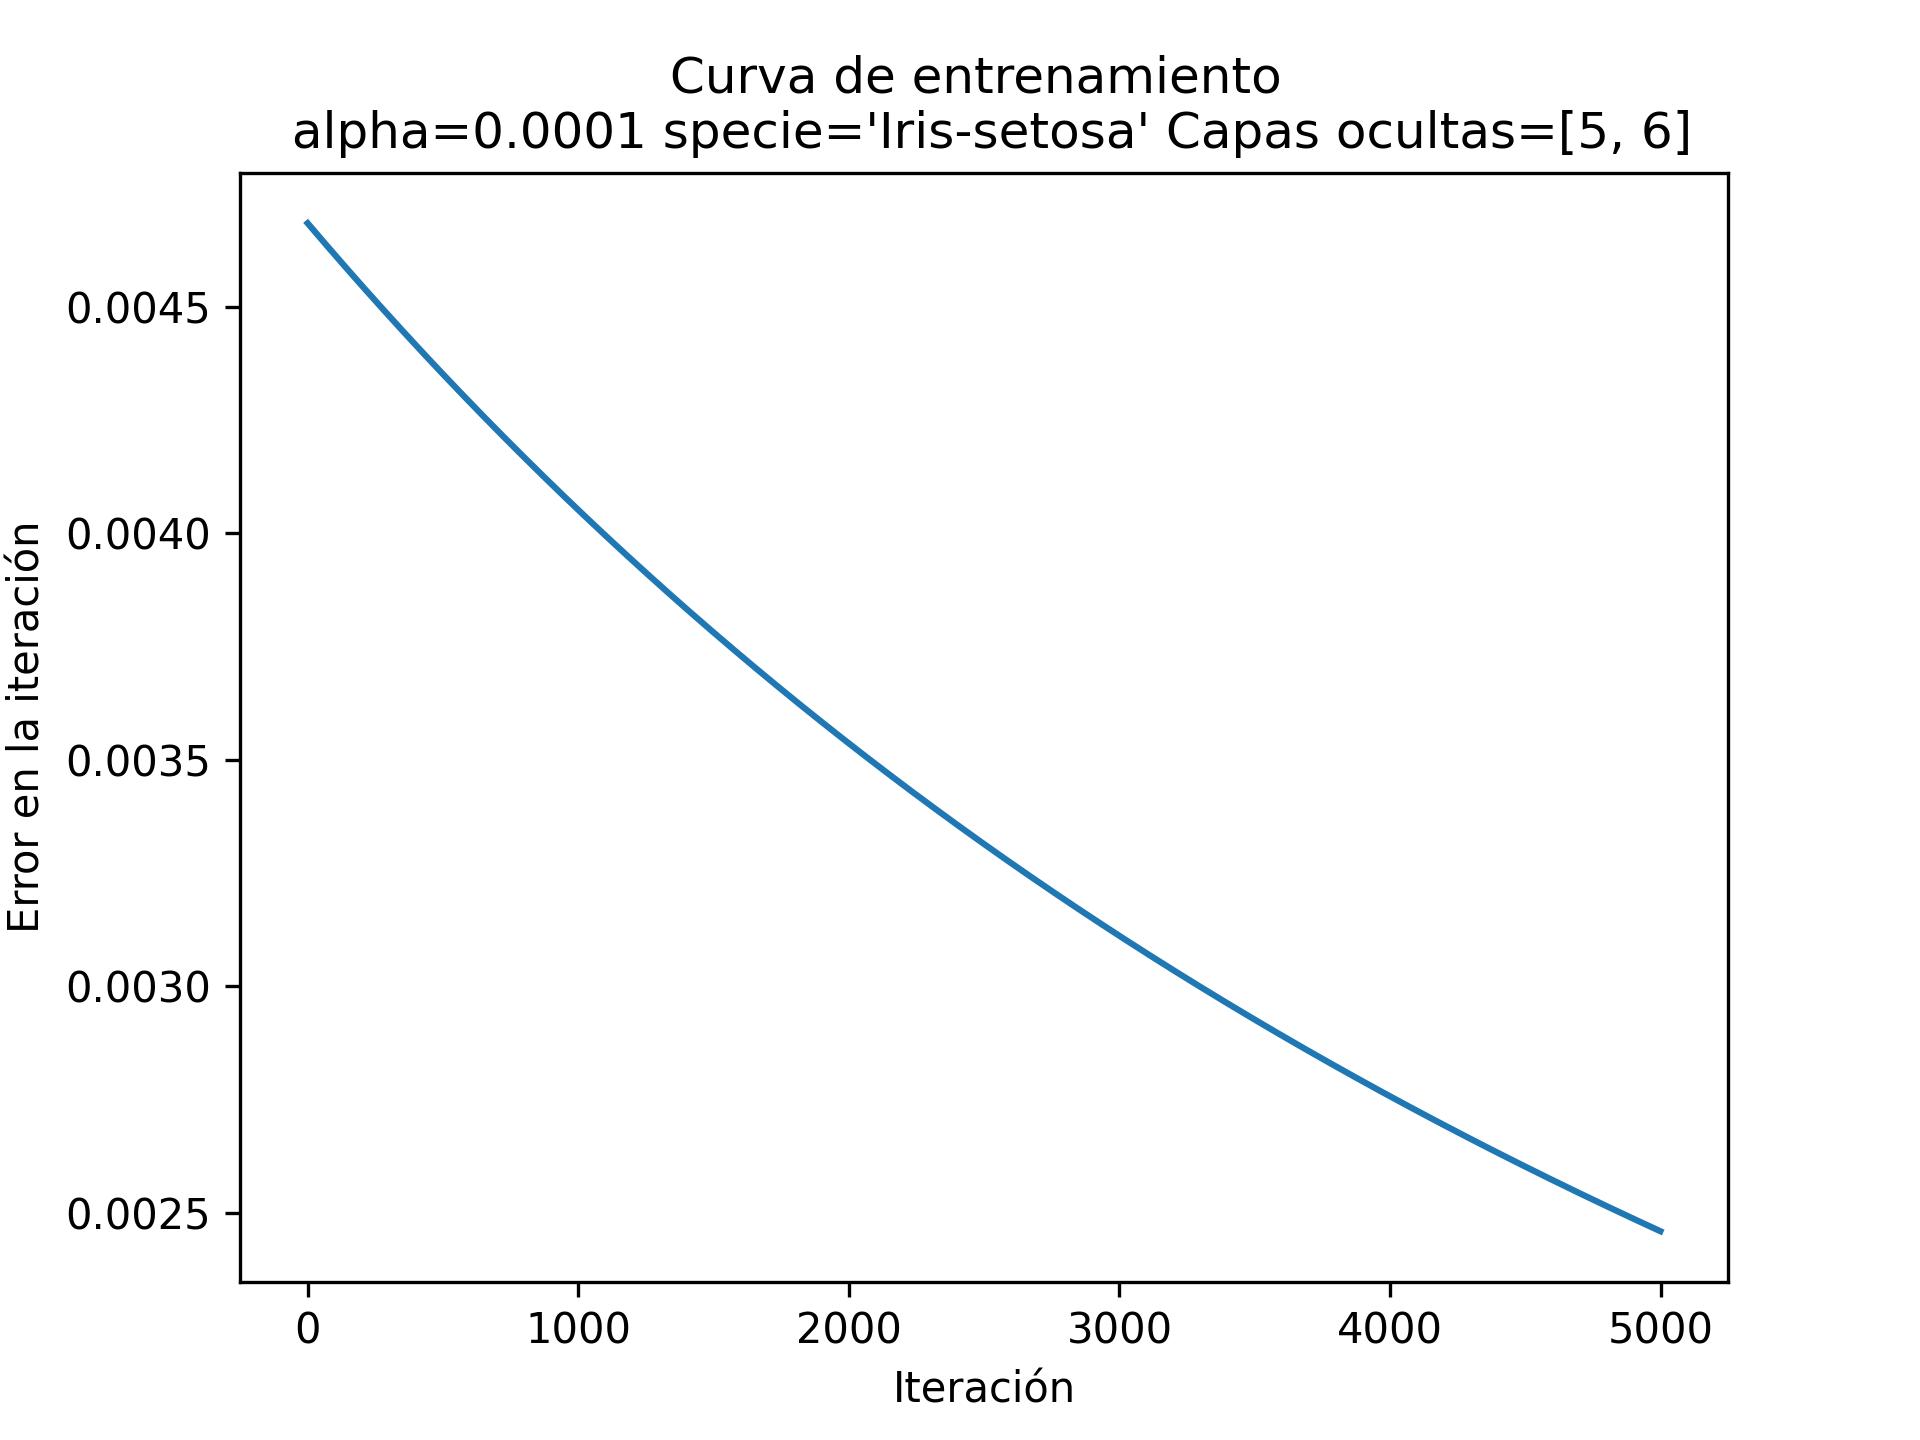 Curva de entrenamiento
alpha=0.0001 specie='Iris-setosa' Capas ocultas=[5, 6]
Error en la iteración
0.0045
0.0040
0.0035
0.0030
0.0025
0
1000
2000
3000
4000
5000
Iteración